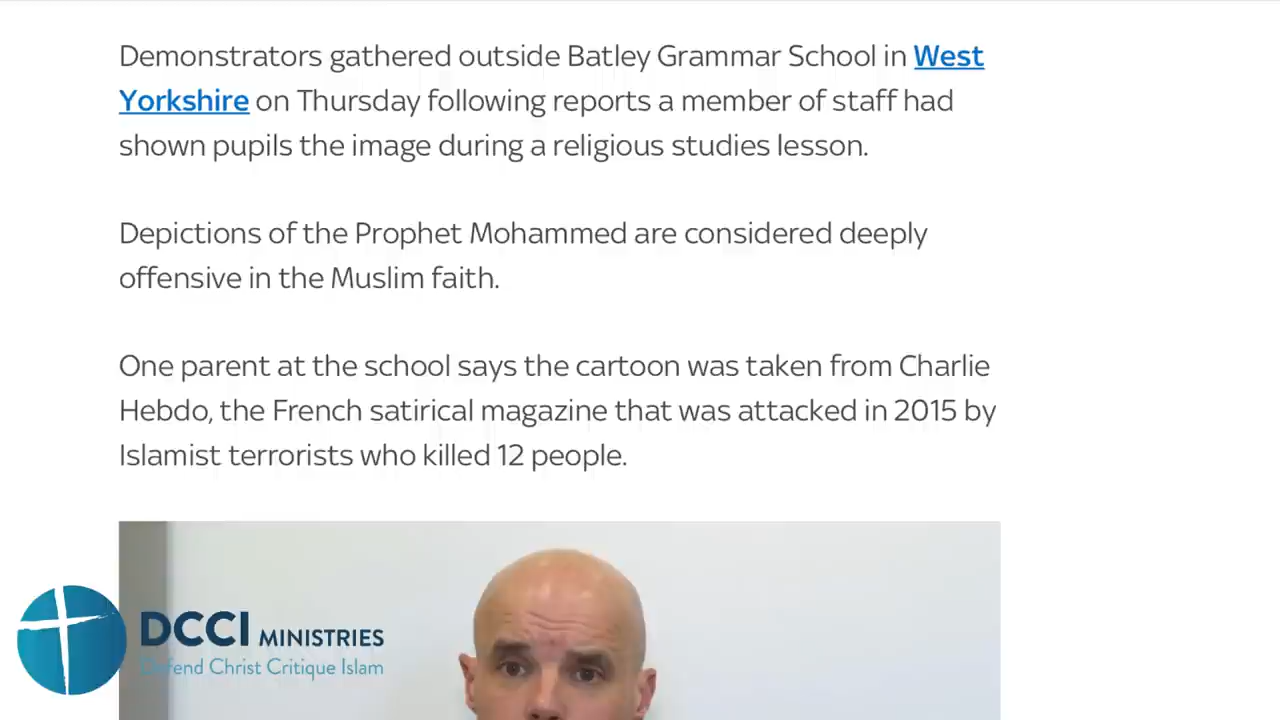 Demonstrators gathered outside Batley Grammar School in West
Yorkshire on Thursday following reports a member of staff had
shown pupils the image during a religious studies lesson.
Depictions of the Prophet Mohammed are considered deeply
offensive in the Muslim faith.
One parent at the school says the cartoon was taken from Charlie
Hebdo, the French satirical magazine that was attacked in 2015 by
Islamist terrorists who killed 12 people.
DCCI MINISTRIES
Defend Christ Critique Islam